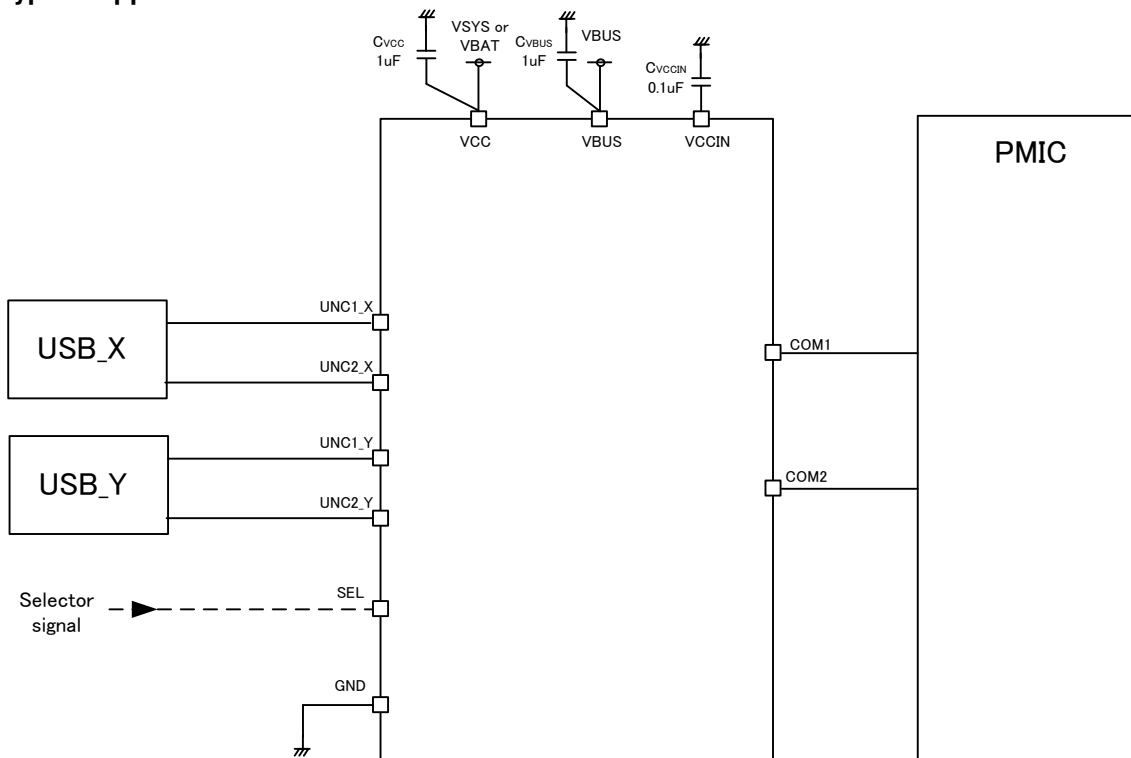 CVCC
1uF
VSYS or
VBAT
CVBUS
1uF
VBUS
CVCCIN
0.1uF
VCC
VBUS
VCCIN
PMIC
UNC1_X
USB_X
UNC2_X
COM1
UNC1_Y
USB_Y
UNC2_Y
COM2
SEL
Selector
signal
GND